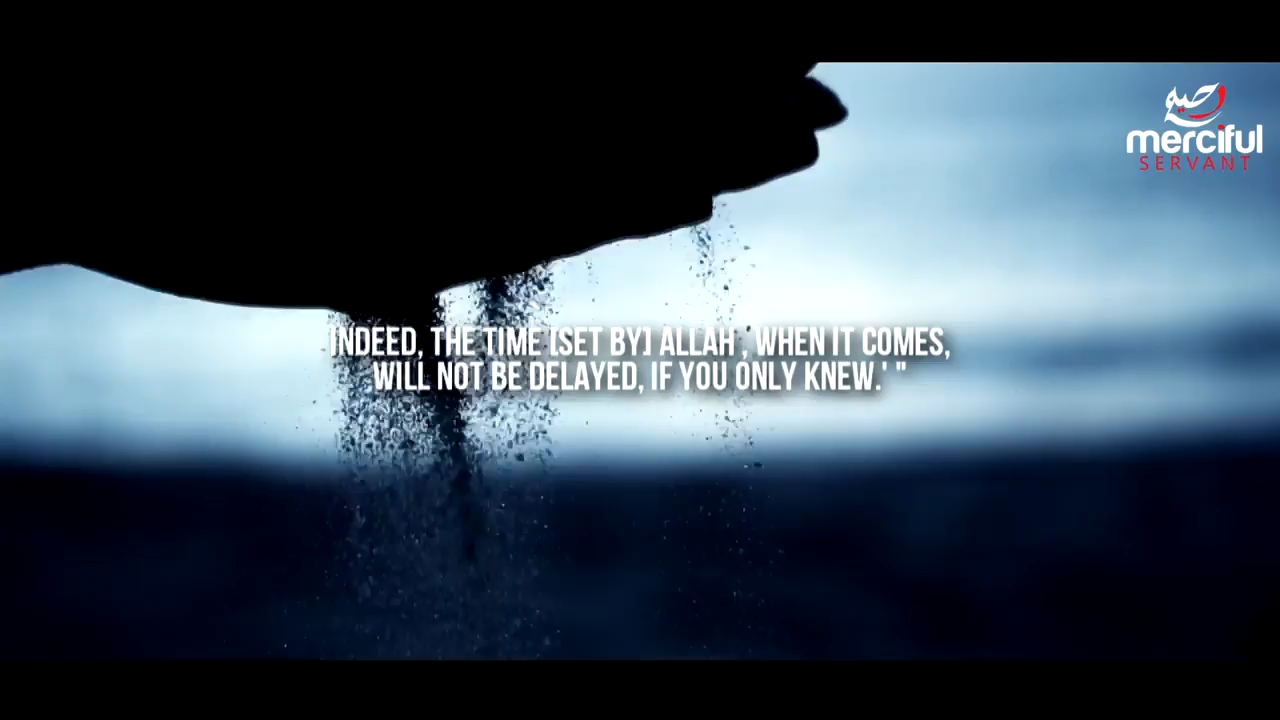 merciful
SERVANT
INDEED, THE TIME [SET BY] ALLAH , WHEN IT COMES,
WILL NOT BE DELAYED, IF YOU ONLY KNEW.' "